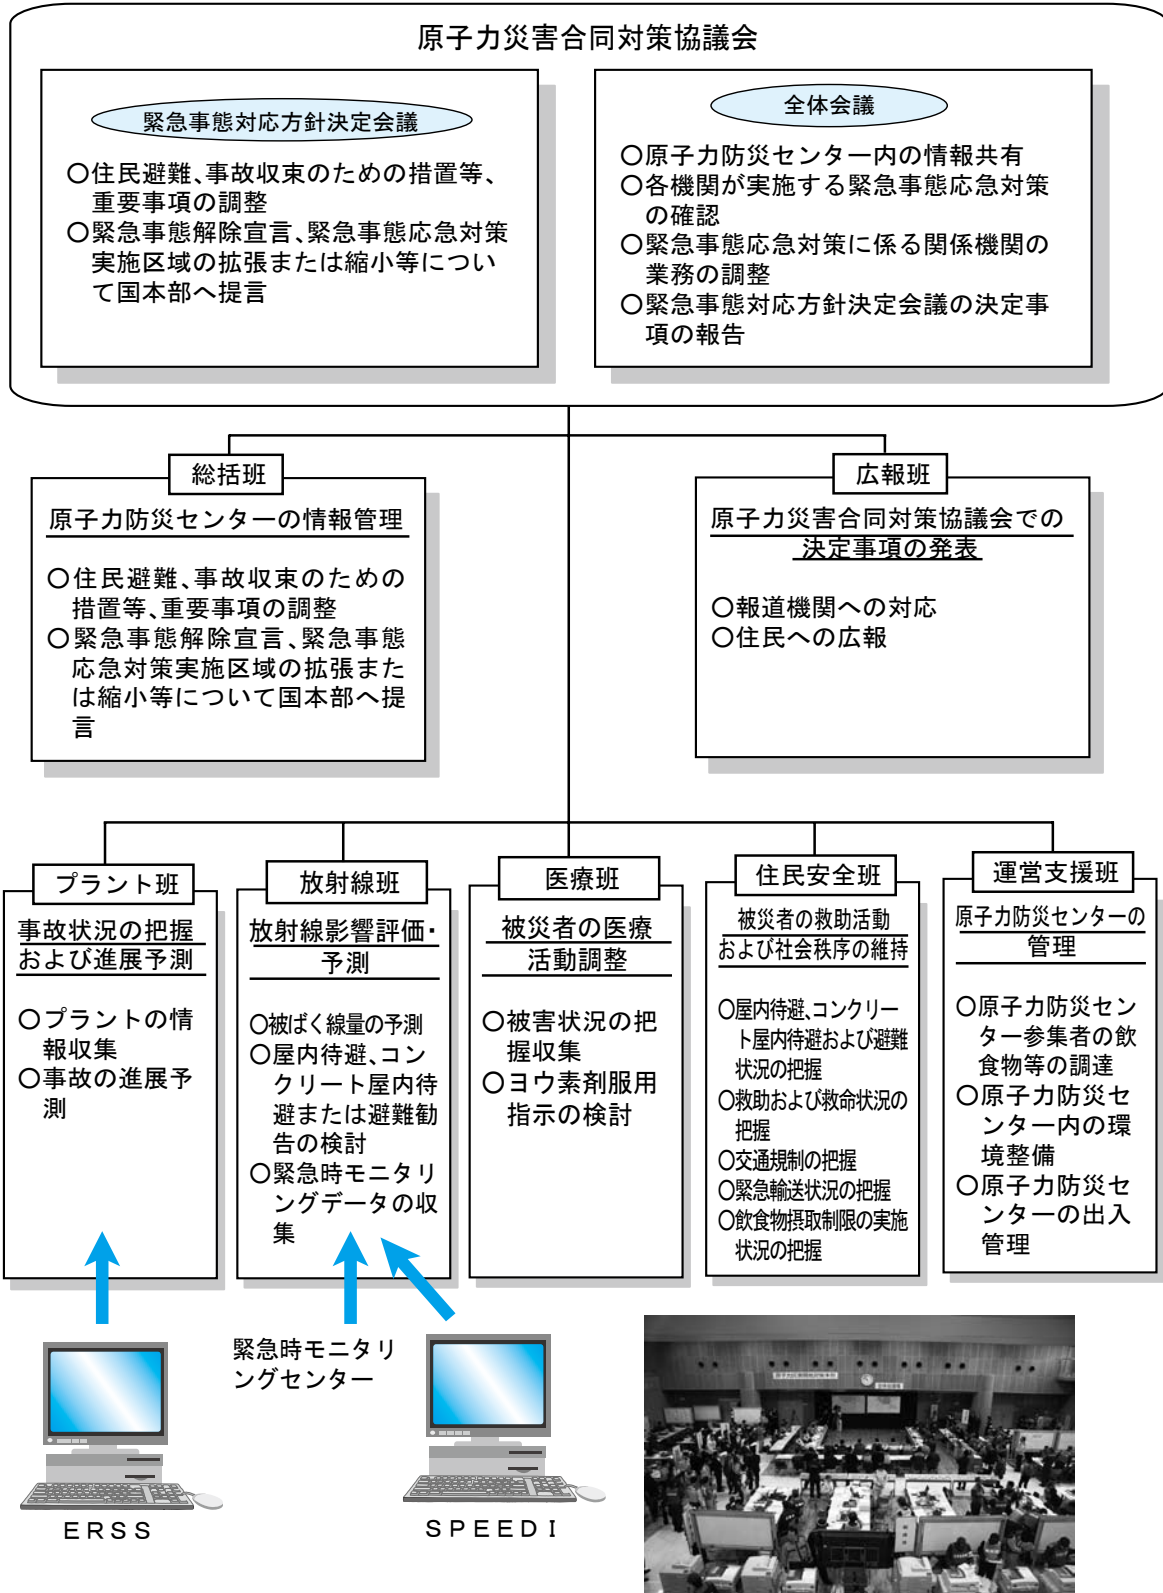 原子力災害合同対策協議会
緊急事態対応方針決定会議
○住民避難、事故収束のための措置等、
重要事項の調整
○緊急事態解除宣言、緊急事態応急対策
実施区域の拡張または縮小等につい
て国本部へ提言
全体会議
○原子力防災センター内の情報共有
○各機関が実施する緊急事態応急対策
の確認
○緊急事態応急対策に係る関係機関の
業務の調整
○緊急事態対応方針決定会議の決定事
項の報告
総括班
原子力防災センターの情報管理
○住民避難、事故収束のための
措置等、重要事項の調整
○緊急事態解除宣言、緊急事態
応急対策実施区域の拡張また
は縮小等について国本部へ提
言
広報班
原子力災害合同対策協議会での
決定事項の発表
○報道機関への対応
○住民への広報
プラント班
事故状況の把握
および進展予測
○プラントの情
報収集
○事故の進展予
測
放射線班
放射線影響評価・
予測
○被ばく線量の予測
○屋内待避、コン
クリート屋内待
避または避難勧
告の検討
○緊急時モニタリ
ングデータの収
集
医療班
被災者の医療
活動調整
○被害状況の把
握収集
○ヨウ素剤服用
指示の検討
住民安全班
被災者の救助活動
および社会秩序の維持
○屋内待避、コンクリー
ト屋内待避および避難
状況の把握
○救助および救命状況の
把握
○交通規制の把握
○緊急輸送状況の把握
○飲食物摂取制限の実施
状況の把握
運営支援班
原子力防災センターの
管理
○原子力防災セン
ター参集者の飲
食物等の調達
○原子力防災セ
ンター内の環
境整備
○原子力防災セ
ンターの出入
管理
ERSS
緊急時モニタリ
ングセンター
SPEEDI